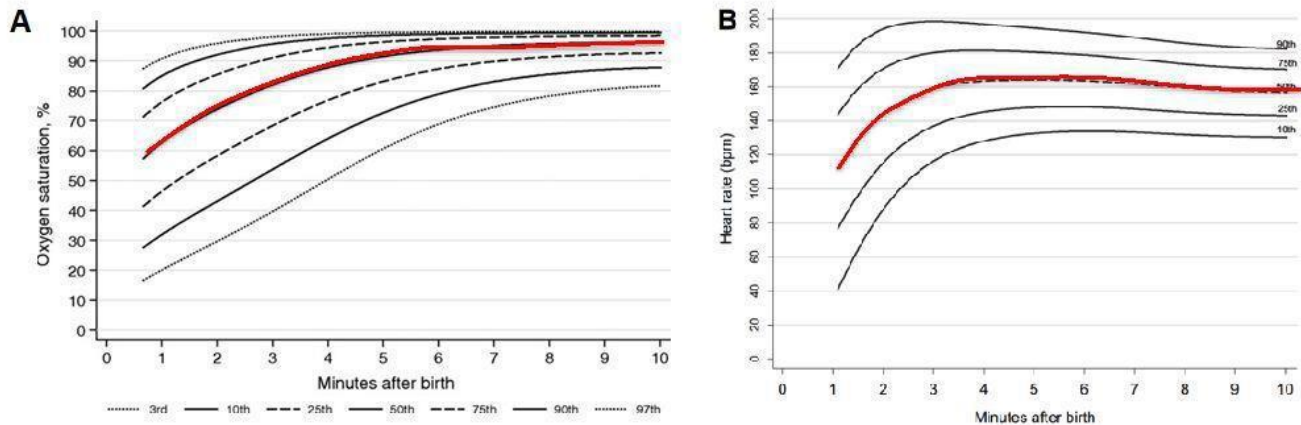 A
Oxygen saturation, %
100
90
80
70
60
50
40
30
20
10
0
0 1 2 3 4 5 6 7 8 9 10
Minutes after birth
3rd 10th 25th 50th 75th 90th 97th
B
Heart rate (bpm)
200
180
160
140
120
100
80
60
40
220
0
90th
75th
25th
10th
0 1 2 3 4 5 6 7 8 9 10
Minutes after birth